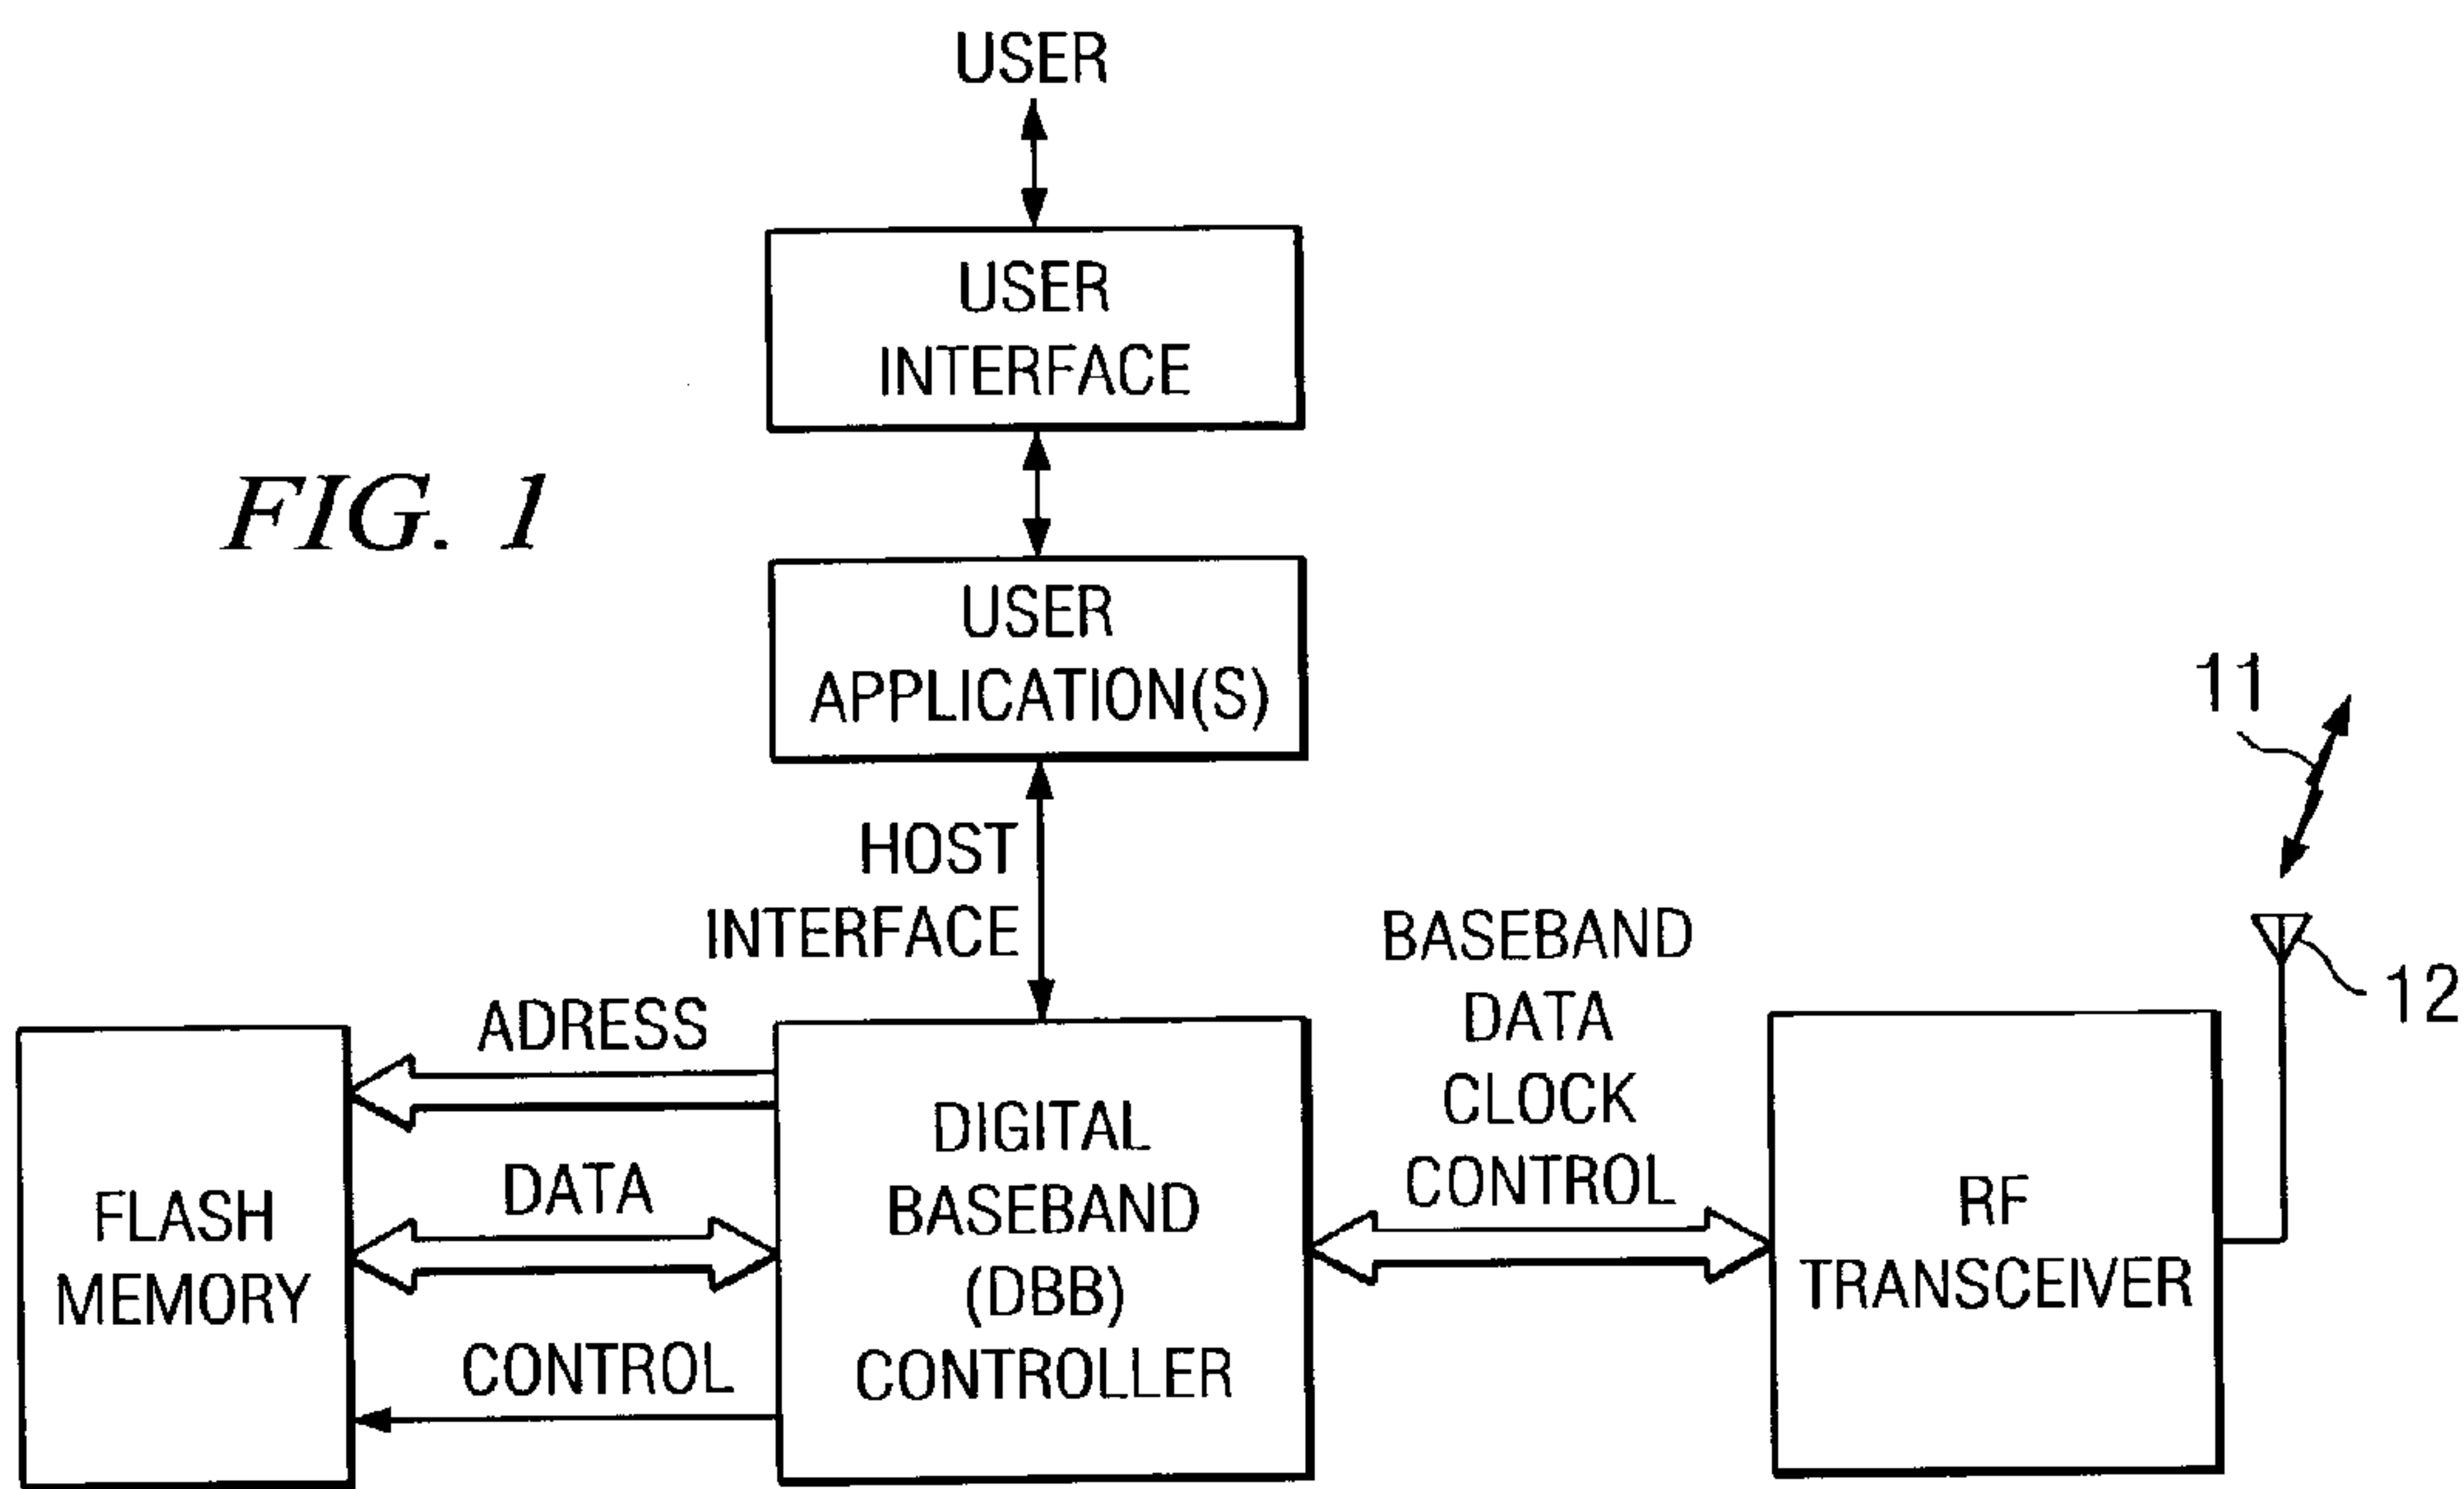 USER
USER
INTERFACE
FIG. 1
USER
APPLICATION(S)
HOST
INTERFACE
11
12
ADRESS
DATA
CONTROL
FLASH
MEMORY
DIGITAL
BASEBAND
(DBB)
CONTROLLER
BASEBAND
DATA
CLOCK
CONTROL
RF
TRANSCEIVER